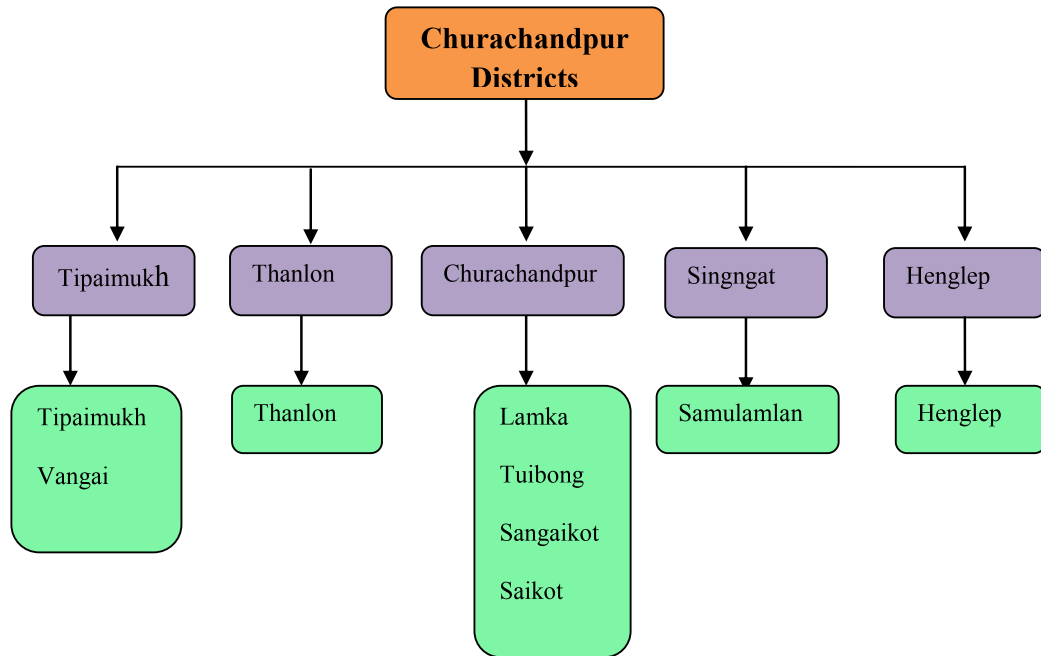 Churachandpur
Districts
Tipaimukh
Thanlon
Churachandpur
Singngat
Henglep
Tipaimukh
Vangai
Thanlon
Lamka
Tuibong
Sangaikot
Saikot
Samulamlan
Henglep